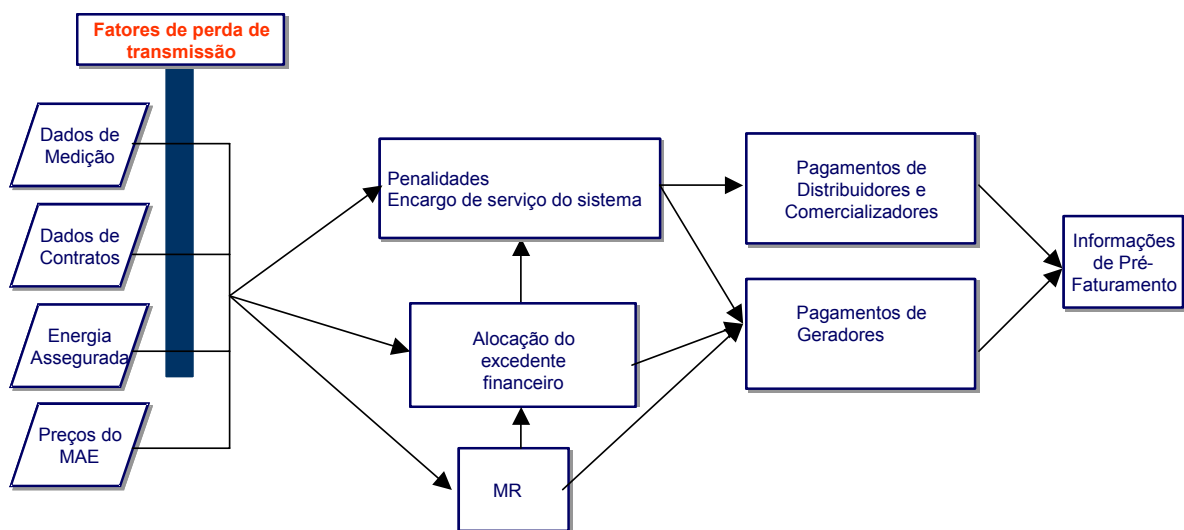 Fatores de perda de
transmissão
Dados de
Medição
Dados de
Contratos
Energia
Assegurada
Preços do
MAE
Penalidades
Encargo de serviço do sistema
Alocação do
excedente
financeiro
MR
Pagamentos de
Distribuidores e
Comercializadores
Pagamentos de
Geradores
Informações
de Pré-
Faturamento